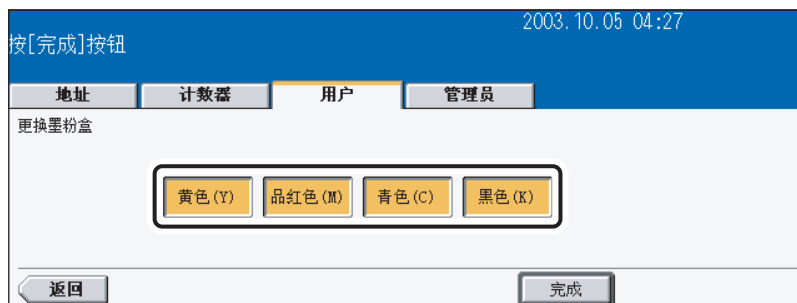 2003.10.05 04:27
按[完成]按钮
地址 计数器 用户 管理员
更换墨粉盒
黄色(Y) 品红色(M) 青色(C) 黑色(K)
返回 完成